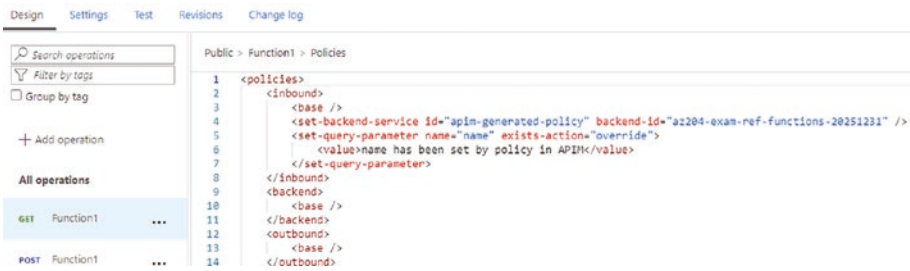 Design Settings Test Revisions Change log
Search operations
Filter by tags
Group by tag
+ Add operation
All operations
GET Function1 ...
POST Function1 ...
Public > Function1 > Policies
1 <policies>
2 <inbound>
3 <base />
4 <set-backend-service id="apim-generated-policy" backend-id="az204-exam-ref-functions-20251231" />
5 <set-query-parameter name="name" exists-action="override">
6 <value>name has been set by policy in APIM</value>
7 </set-query-parameter>
8 </inbound>
9 <backend>
10 <base />
11 </backend>
12 <outbound>
13 <base />
14 </outbound>